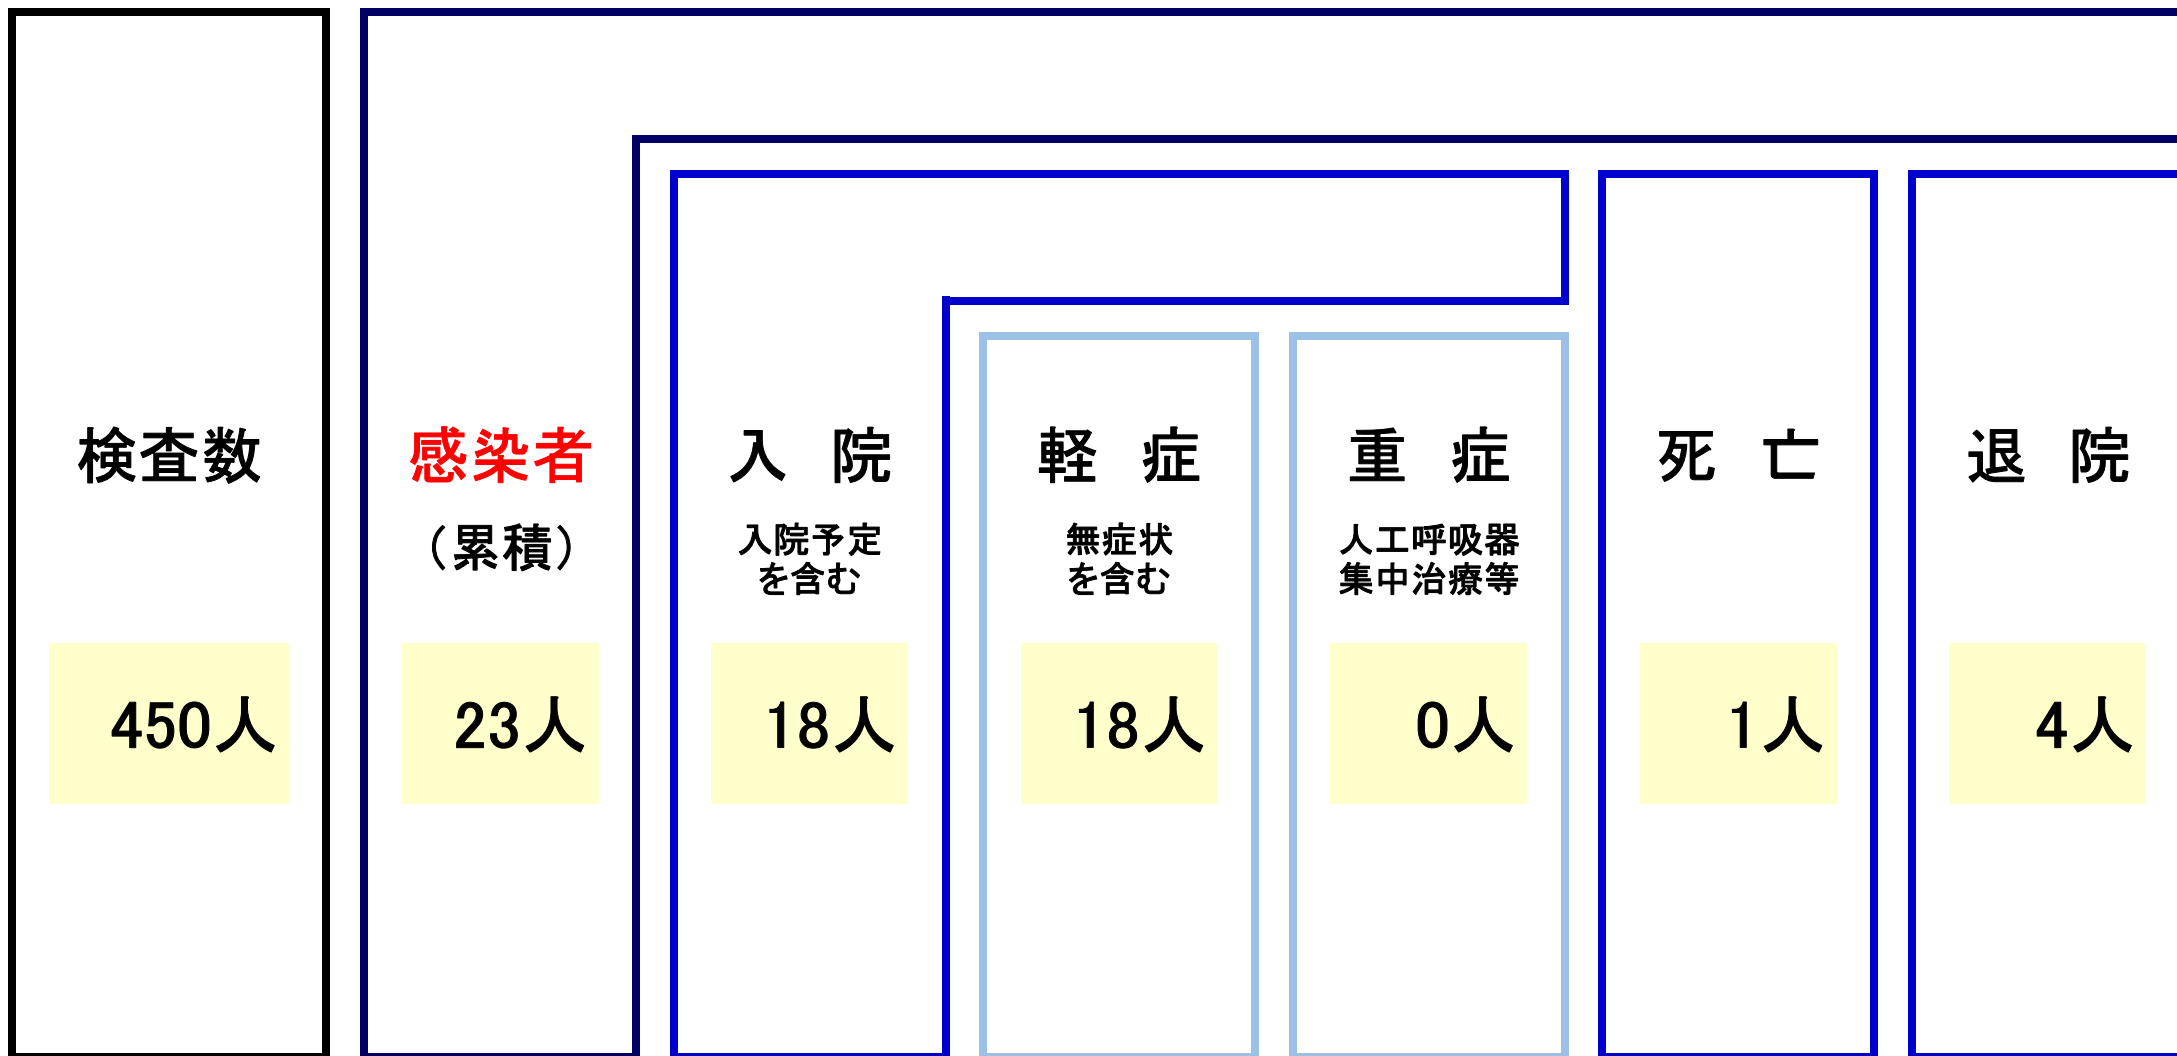 検査数
450人
感染者
（累積）
23人
入院
入院予定
を含む
18人
軽症
無症状
を含む
18人
重症
人工呼吸器
集中治療等
0人
死亡
1人
退院
4人